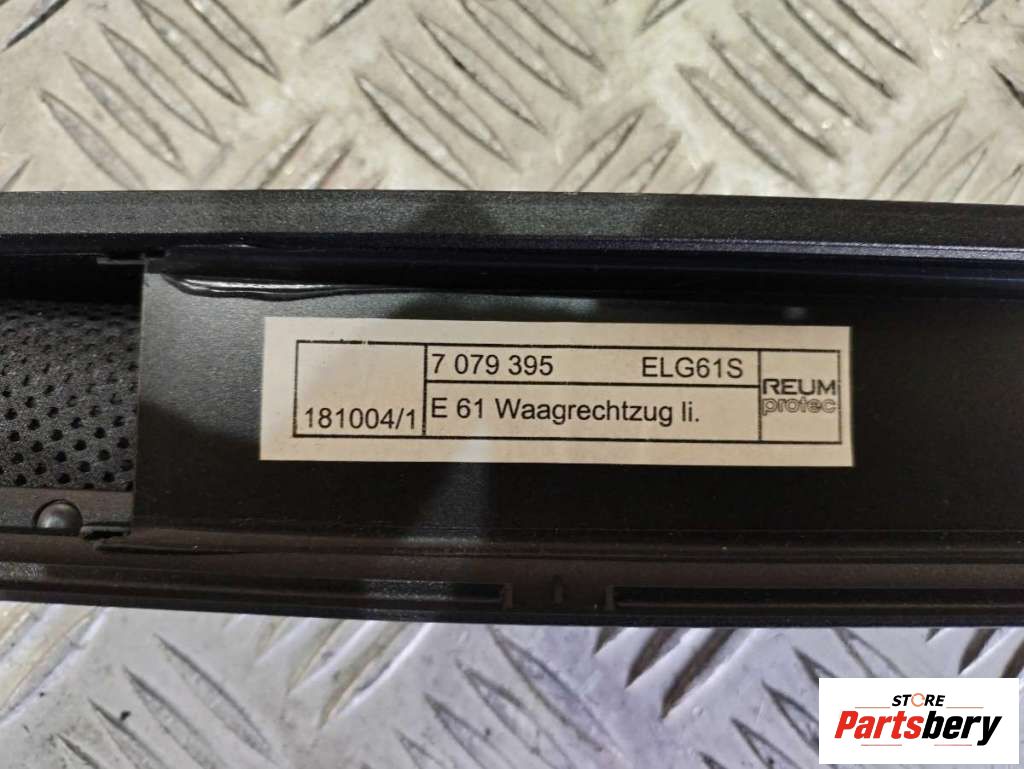 7 079 395 ELG61S
181004/1 E 61 Waagrechtzug li.
REUM
protec
STORE
Partsbery